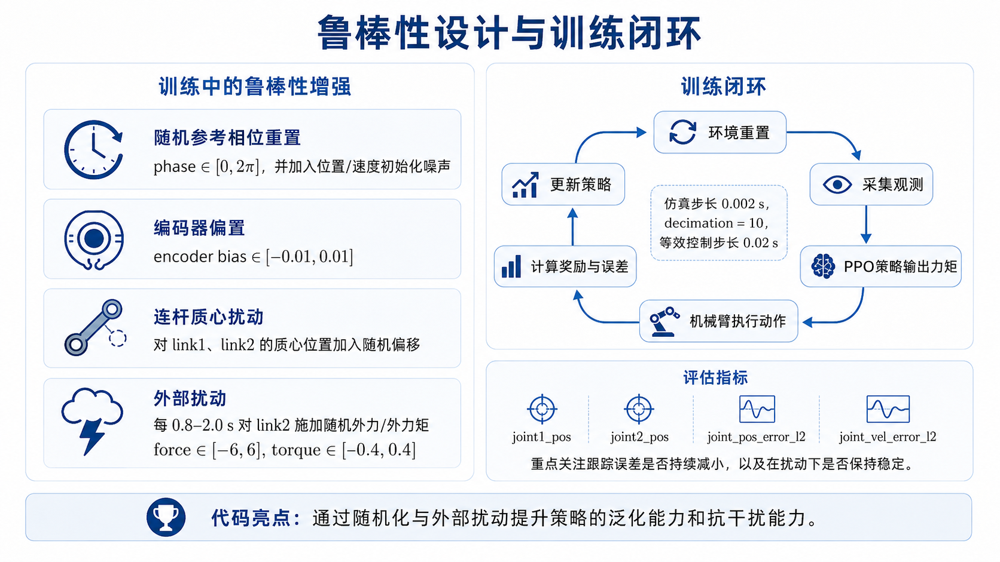 鲁棒性设计与训练闭环
训练中的鲁棒性增强
随机参考相位重置
phase ∈ [0, 2π]，并加入位置/速度初始化噪声
编码器偏置
encoder bias ∈ [−0.01, 0.01]
连杆质心扰动
对 link1、link2 的质心位置加入随机偏移
外部扰动
每 0.8–2.0 s 对 link2 施加随机外力/外力矩
force ∈ [−6, 6], torque ∈ [−0.4, 0.4]
训练闭环
环境重置
采集观测
PPO策略输出力矩
机械臂执行动作
计算奖励与误差
更新策略
仿真步长 0.002 s，
decimation = 10，
等效控制步长 0.02 s
评估指标
joint1_pos
joint2_pos
joint_pos_error_l2
joint_vel_error_l2
重点关注跟踪误差是否持续减小，以及在扰动下是否保持稳定。
代码亮点：通过随机化与外部扰动提升策略的泛化能力和抗干扰能力。